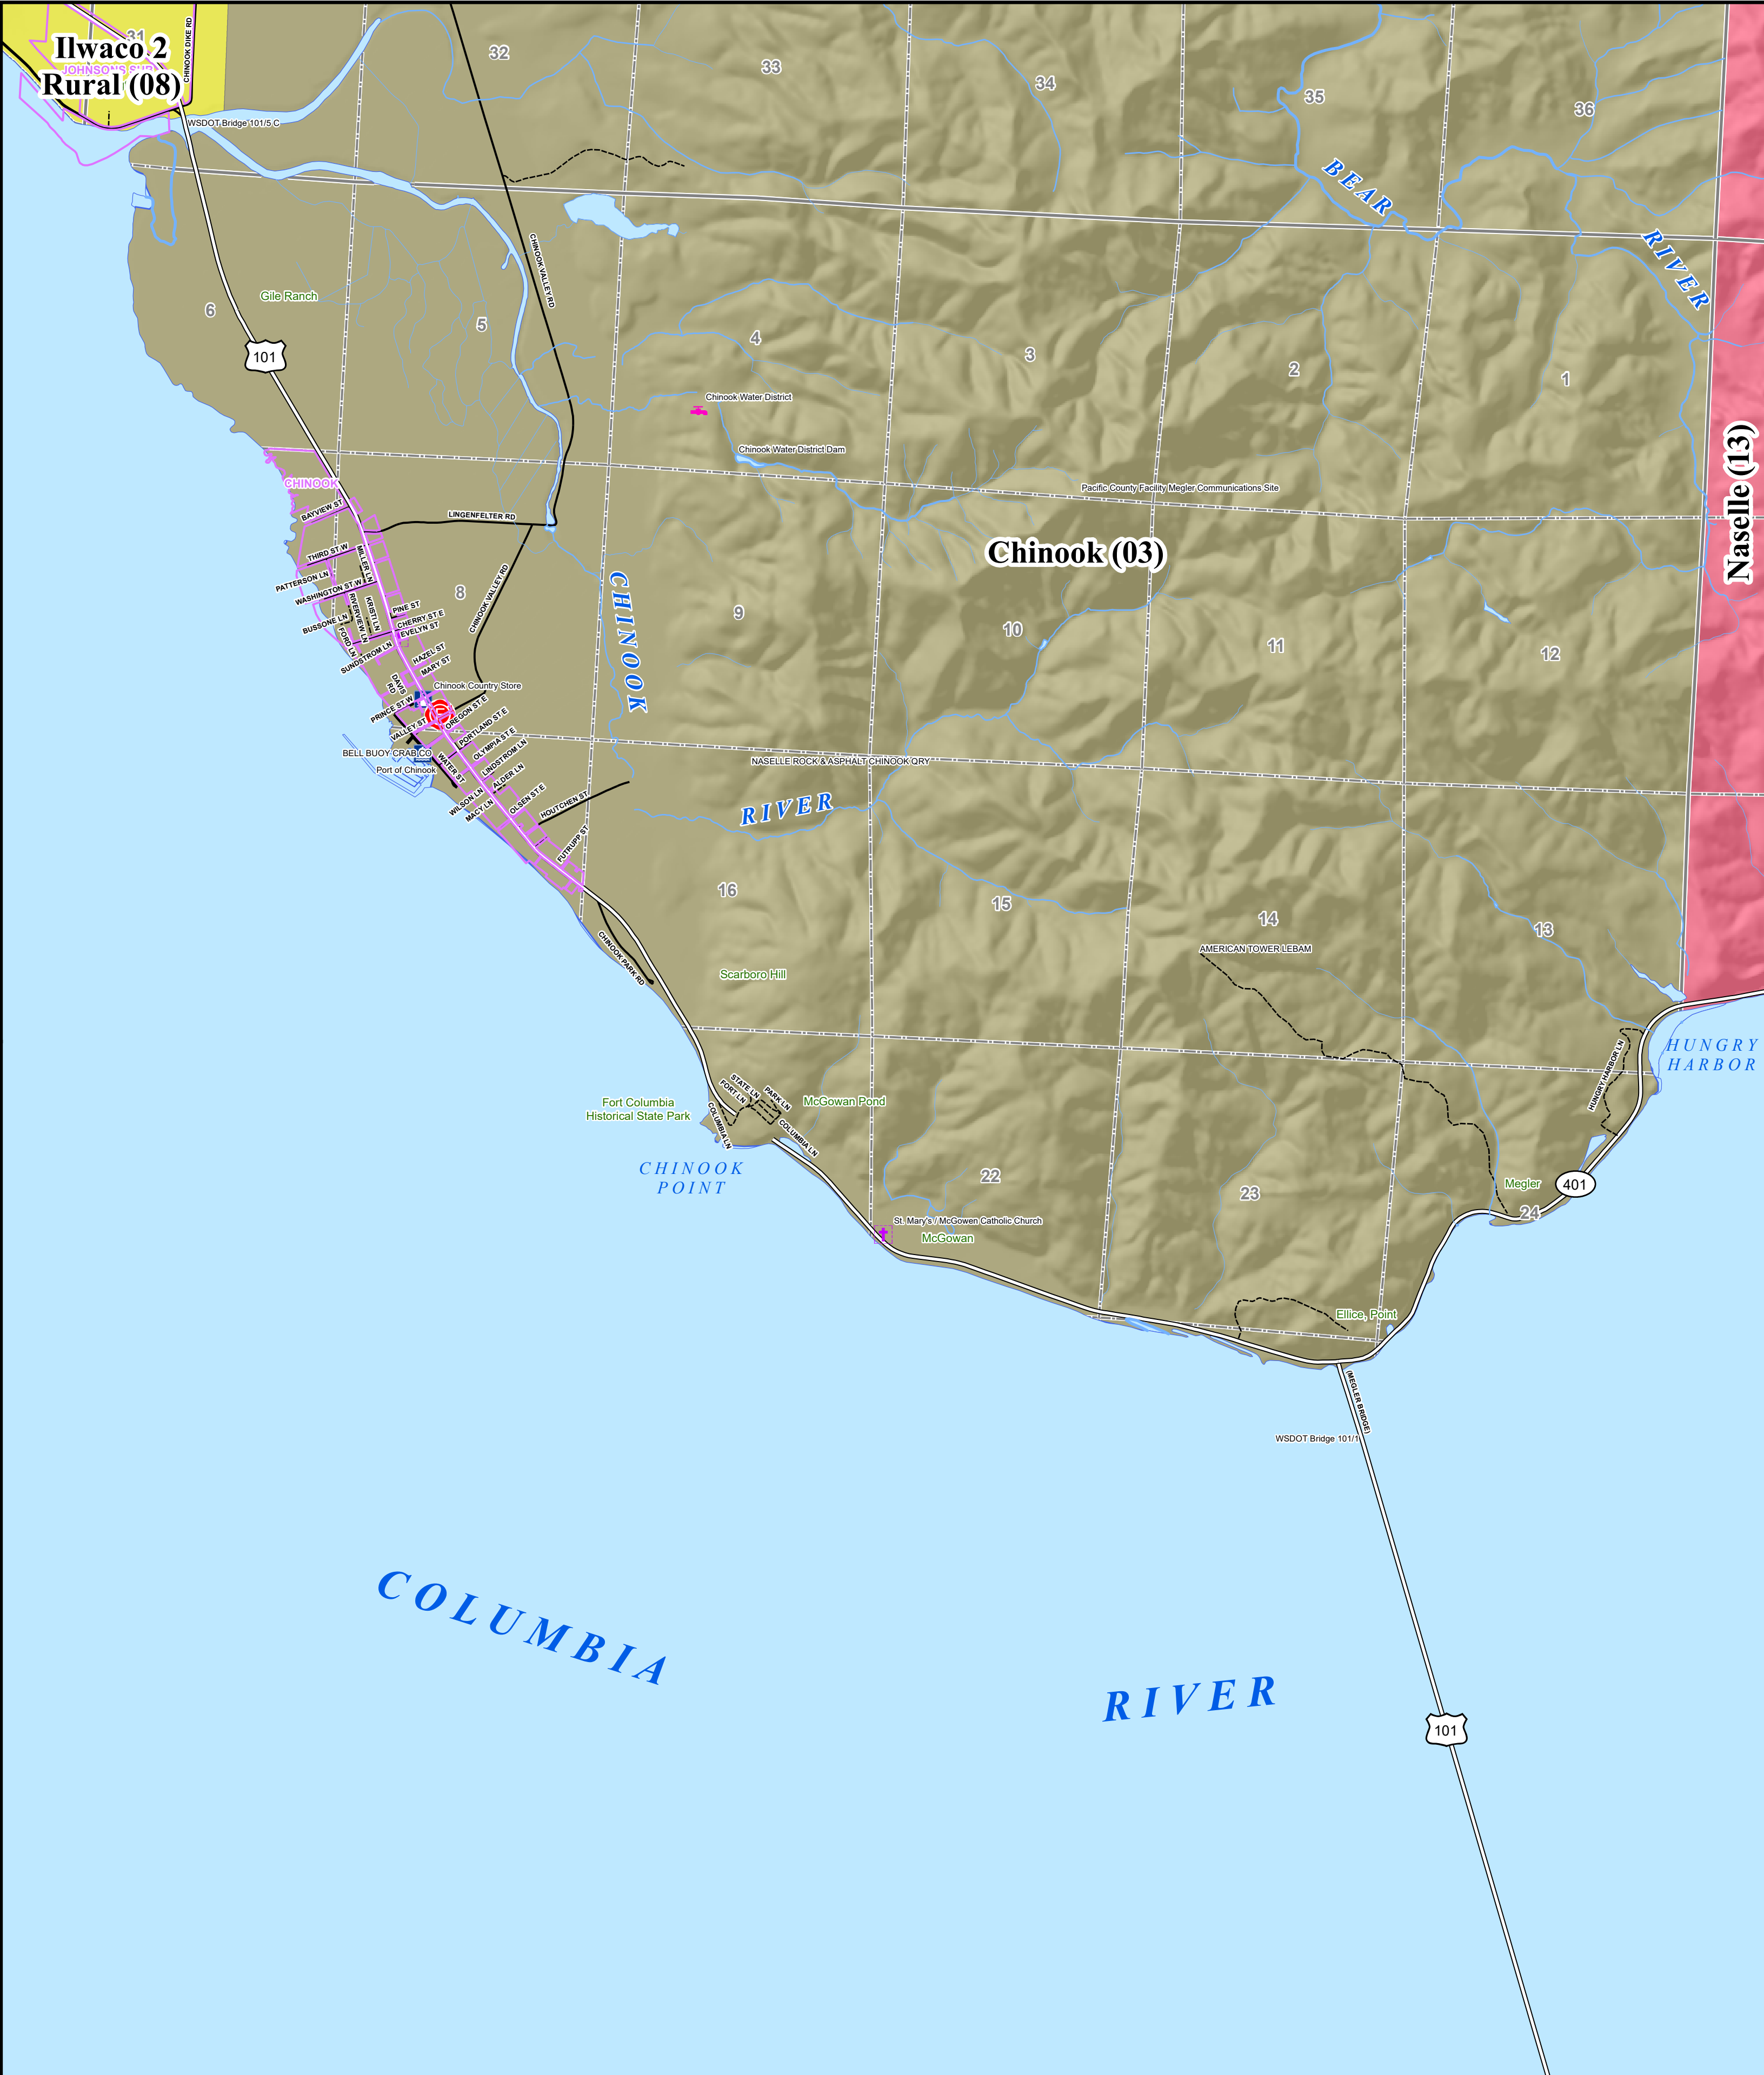 31
Ilwaco 2
JOHNSONS SUB
Rural (08)
CHINOOK DIKE RD
32
33
34
35
36
WSDOT Bridge 101/5 C
BEAR
RIVER
CHINOOK VALLEY RD
6
Gile Ranch
5
4
3
2
1
101
Chinook Water District
Chinook Water District Dam
Pacific County Facility Megler Communications Site
Naselle (13)
CHINOOK
BAYVIEW ST
LINGENFELTER RD
Chinook (03)
THIRD ST W
MILLER LN
PATTERSON LN
WASHINGTON ST W
RIVERVIEW LN
KRISTI LN
PINE ST
CHERRY ST E
EVELYN ST
BUSSONE LN
FORD LN
SUNDSTROM LN
8
CHINOOK VALLEY RD
CHINOOK
9
10
11
12
HAZEL ST
MARY ST
DAVIS RD
Chinook Country Store
PRINCE ST W
VALLEY ST
OREGON ST E
PORTLAND ST E
OLYMPIA ST E
LINDSTROM LN
BELL BUOY CRAB CO
Port of Chinook
WATER ST
ALDER LN
WILSON LN
MACY LN
OLSEN ST E
HOUTCHEN ST
FUTRUPP ST
NASELLE ROCK & ASPHALT CHINOOK QRY
RIVER
16
15
14
13
AMERICAN TOWER LEBAM
CHINOOK PARK RD
Scarboro Hill
HUNGRY
HARBOR
HUNGRY HARBOR LN
STATE LN
FORT LN
PARK LN
COLUMBIA LN
COLUMBIA LN
Fort Columbia
Historical State Park
McGowan Pond
CHINOOK
POINT
22
23
Megler
401
24
St. Mary's / McGowen Catholic Church
McGowan
Ellice, Point
(MEGLER BRIDGE)
WSDOT Bridge 101/1
COLUMBIA
RIVER
101